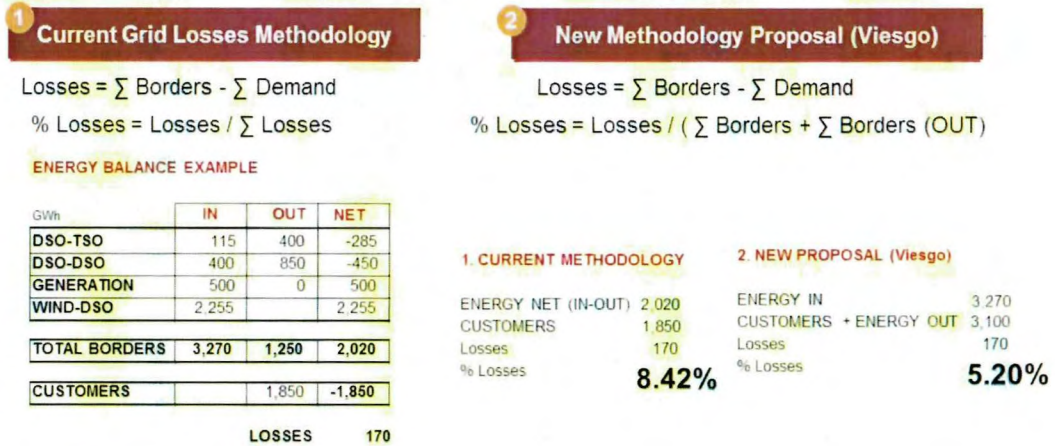 1
Current Grid Losses Methodology
Losses = ∑ Borders - ∑ Demand
% Losses = Losses / ∑ Losses
ENERGY BALANCE EXAMPLE
GWh IN OUT NET
DSO-TSO 115 400 -285
DSO-DSO 400 850 -450
GENERATION 500 0 500
WIND-DSO 2,255 2,255
TOTAL BORDERS 3,270 1,250 2,020
CUSTOMERS 1,850 -1,850
LOSSES 170
2
New Methodology Proposal (Viesgo)
Losses = ∑ Borders - ∑ Demand
% Losses = Losses / ( ∑ Borders + ∑ Borders (OUT)
1. CURRENT METHODOLOGY
ENERGY NET (IN-OUT) 2,020
CUSTOMERS 1,850
Losses 170
% Losses 8.42%
2. NEW PROPOSAL (Viesgo)
ENERGY IN 3,270
CUSTOMERS + ENERGY OUT 3,100
Losses 170
% Losses 5.20%